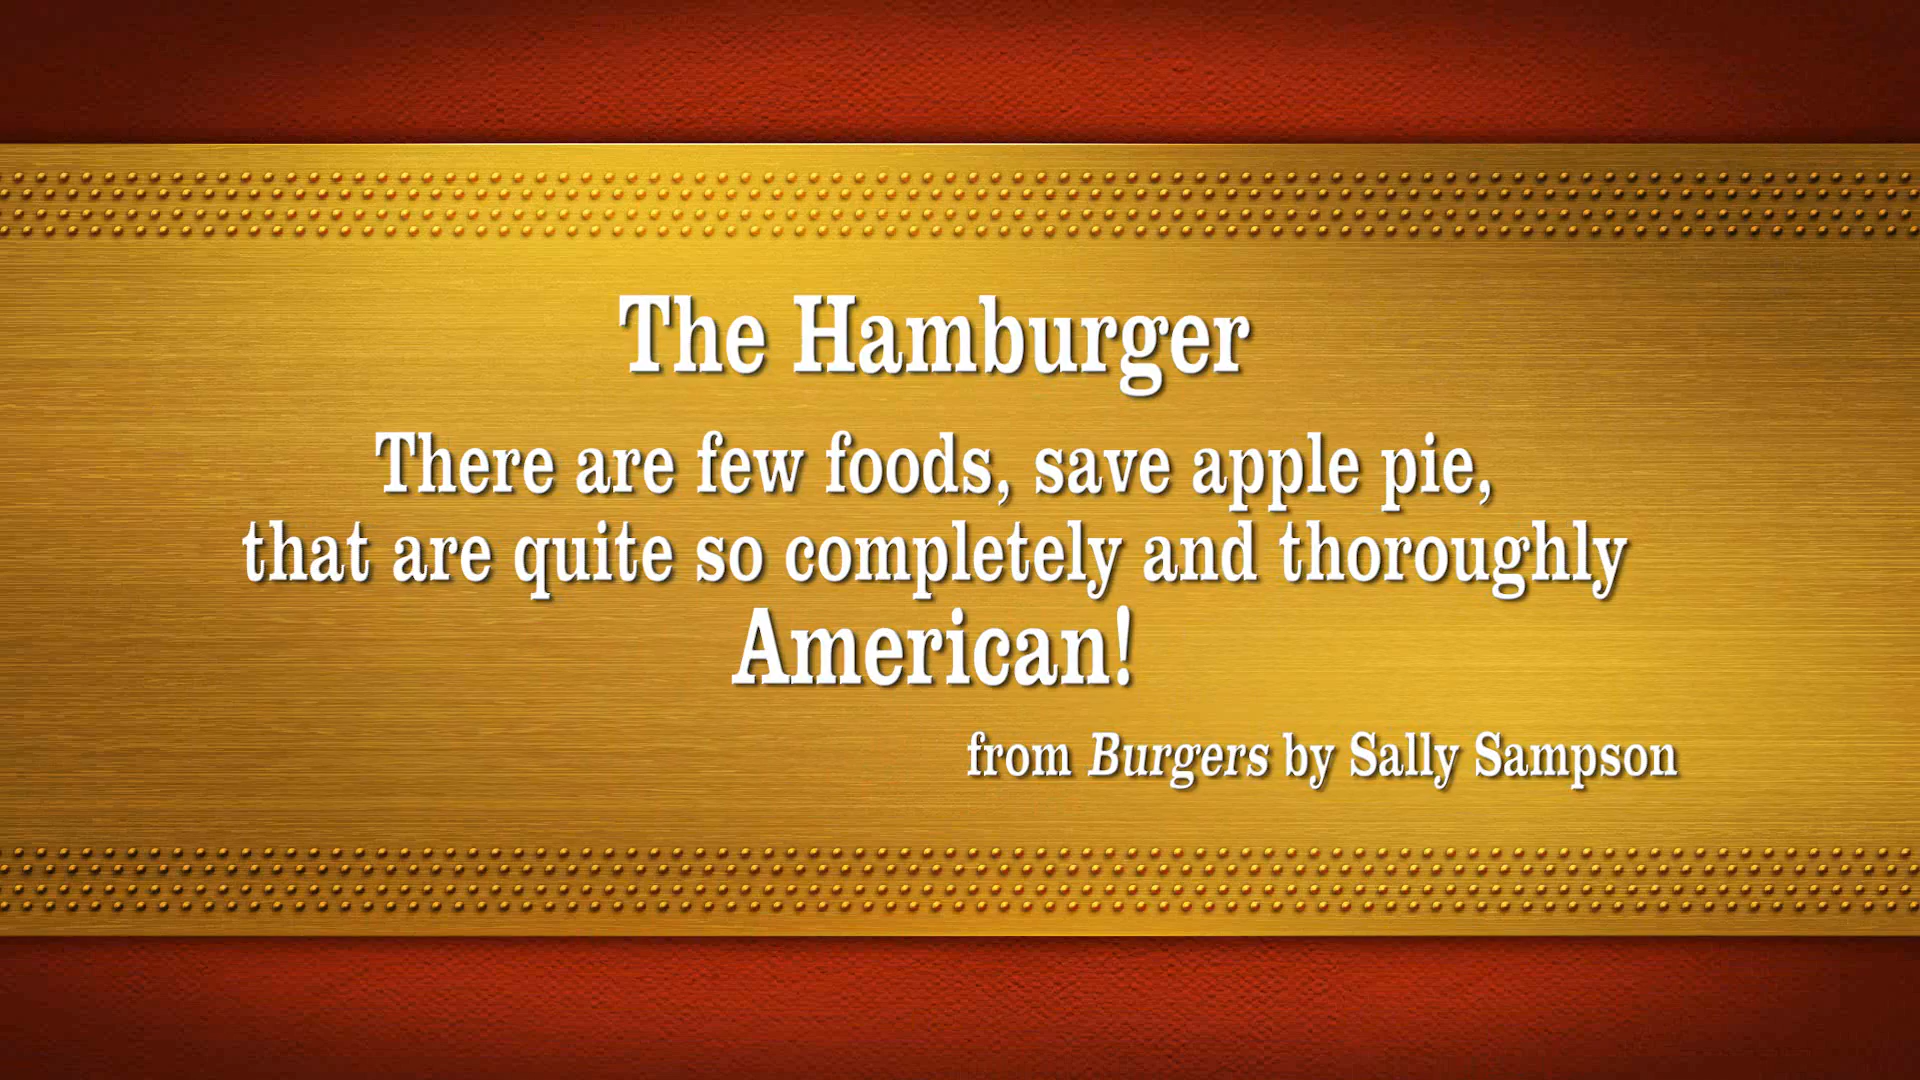 The Hamburger
There are few foods, save apple pie,
that are quite so completely and thoroughly
American!
from Burgers by Sally Sampson